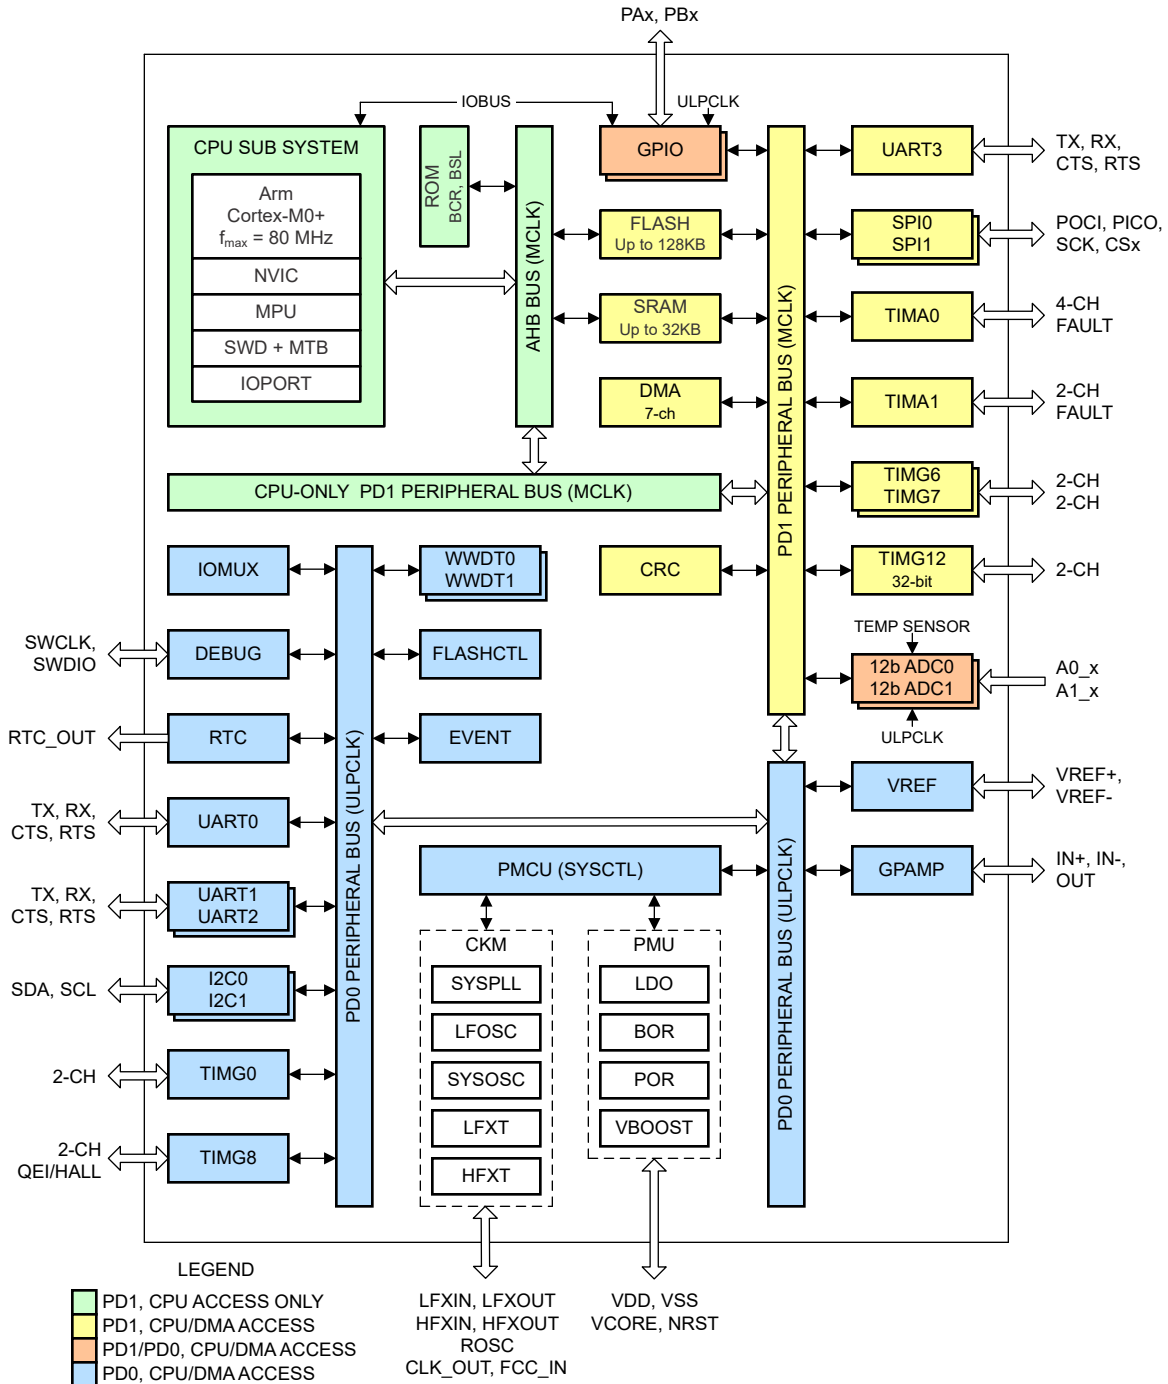 PAx, PBx
IOBUS
ULPCLK
CPU SUB SYSTEM
Arm
Cortex-M0+
fmax = 80 MHz
NVIC
MPU
SWD + MTB
IOPORT
ROM
BCR, BSL
AHB BUS (MCLK)
GPIO
FLASH
Up to 128KB
SRAM
Up to 32KB
DMA
7-ch
PD1 PERIPHERAL BUS (MCLK)
UART3
TX, RX,
CTS, RTS
SPI0
SPI1
POCI, PICO,
SCK, CSx
TIMA0
4-CH
FAULT
TIMA1
2-CH
FAULT
CPU-ONLY PD1 PERIPHERAL BUS (MCLK)
TIMG6
TIMG7
2-CH
2-CH
CRC
TIMG12
32-bit
2-CH
TEMP SENSOR
12b ADC0
12b ADC1
A0_x
A1_x
ULPCLK
IOMUX
WWDT0
WWDT1
SWCLK,
SWDIO
DEBUG
FLASHCTL
RTC_OUT
RTC
EVENT
PD0 PERIPHERAL BUS (ULPCLK)
TX, RX,
CTS, RTS
UART0
TX, RX,
CTS, RTS
UART1
UART2
SDA, SCL
I2C0
I2C1
2-CH
TIMG0
2-CH
QEI/HALL
TIMG8
VREF
VREF+,
VREF-
PMCU (SYSCTL)
PD0 PERIPHERAL BUS (ULPCLK)
GPAMP
IN+, IN-,
OUT
CKM
SYSPLL
LFOSC
SYSOSC
LFXT
HFXT
PMU
LDO
BOR
POR
VBOOST
LFXIN, LFXOUT
HFXIN, HFXOUT
ROSC
CLK_OUT, FCC_IN
VDD, VSS
VCORE, NRST
LEGEND
PD1, CPU ACCESS ONLY
PD1, CPU/DMA ACCESS
PD1/PD0, CPU/DMA ACCESS
PD0, CPU/DMA ACCESS